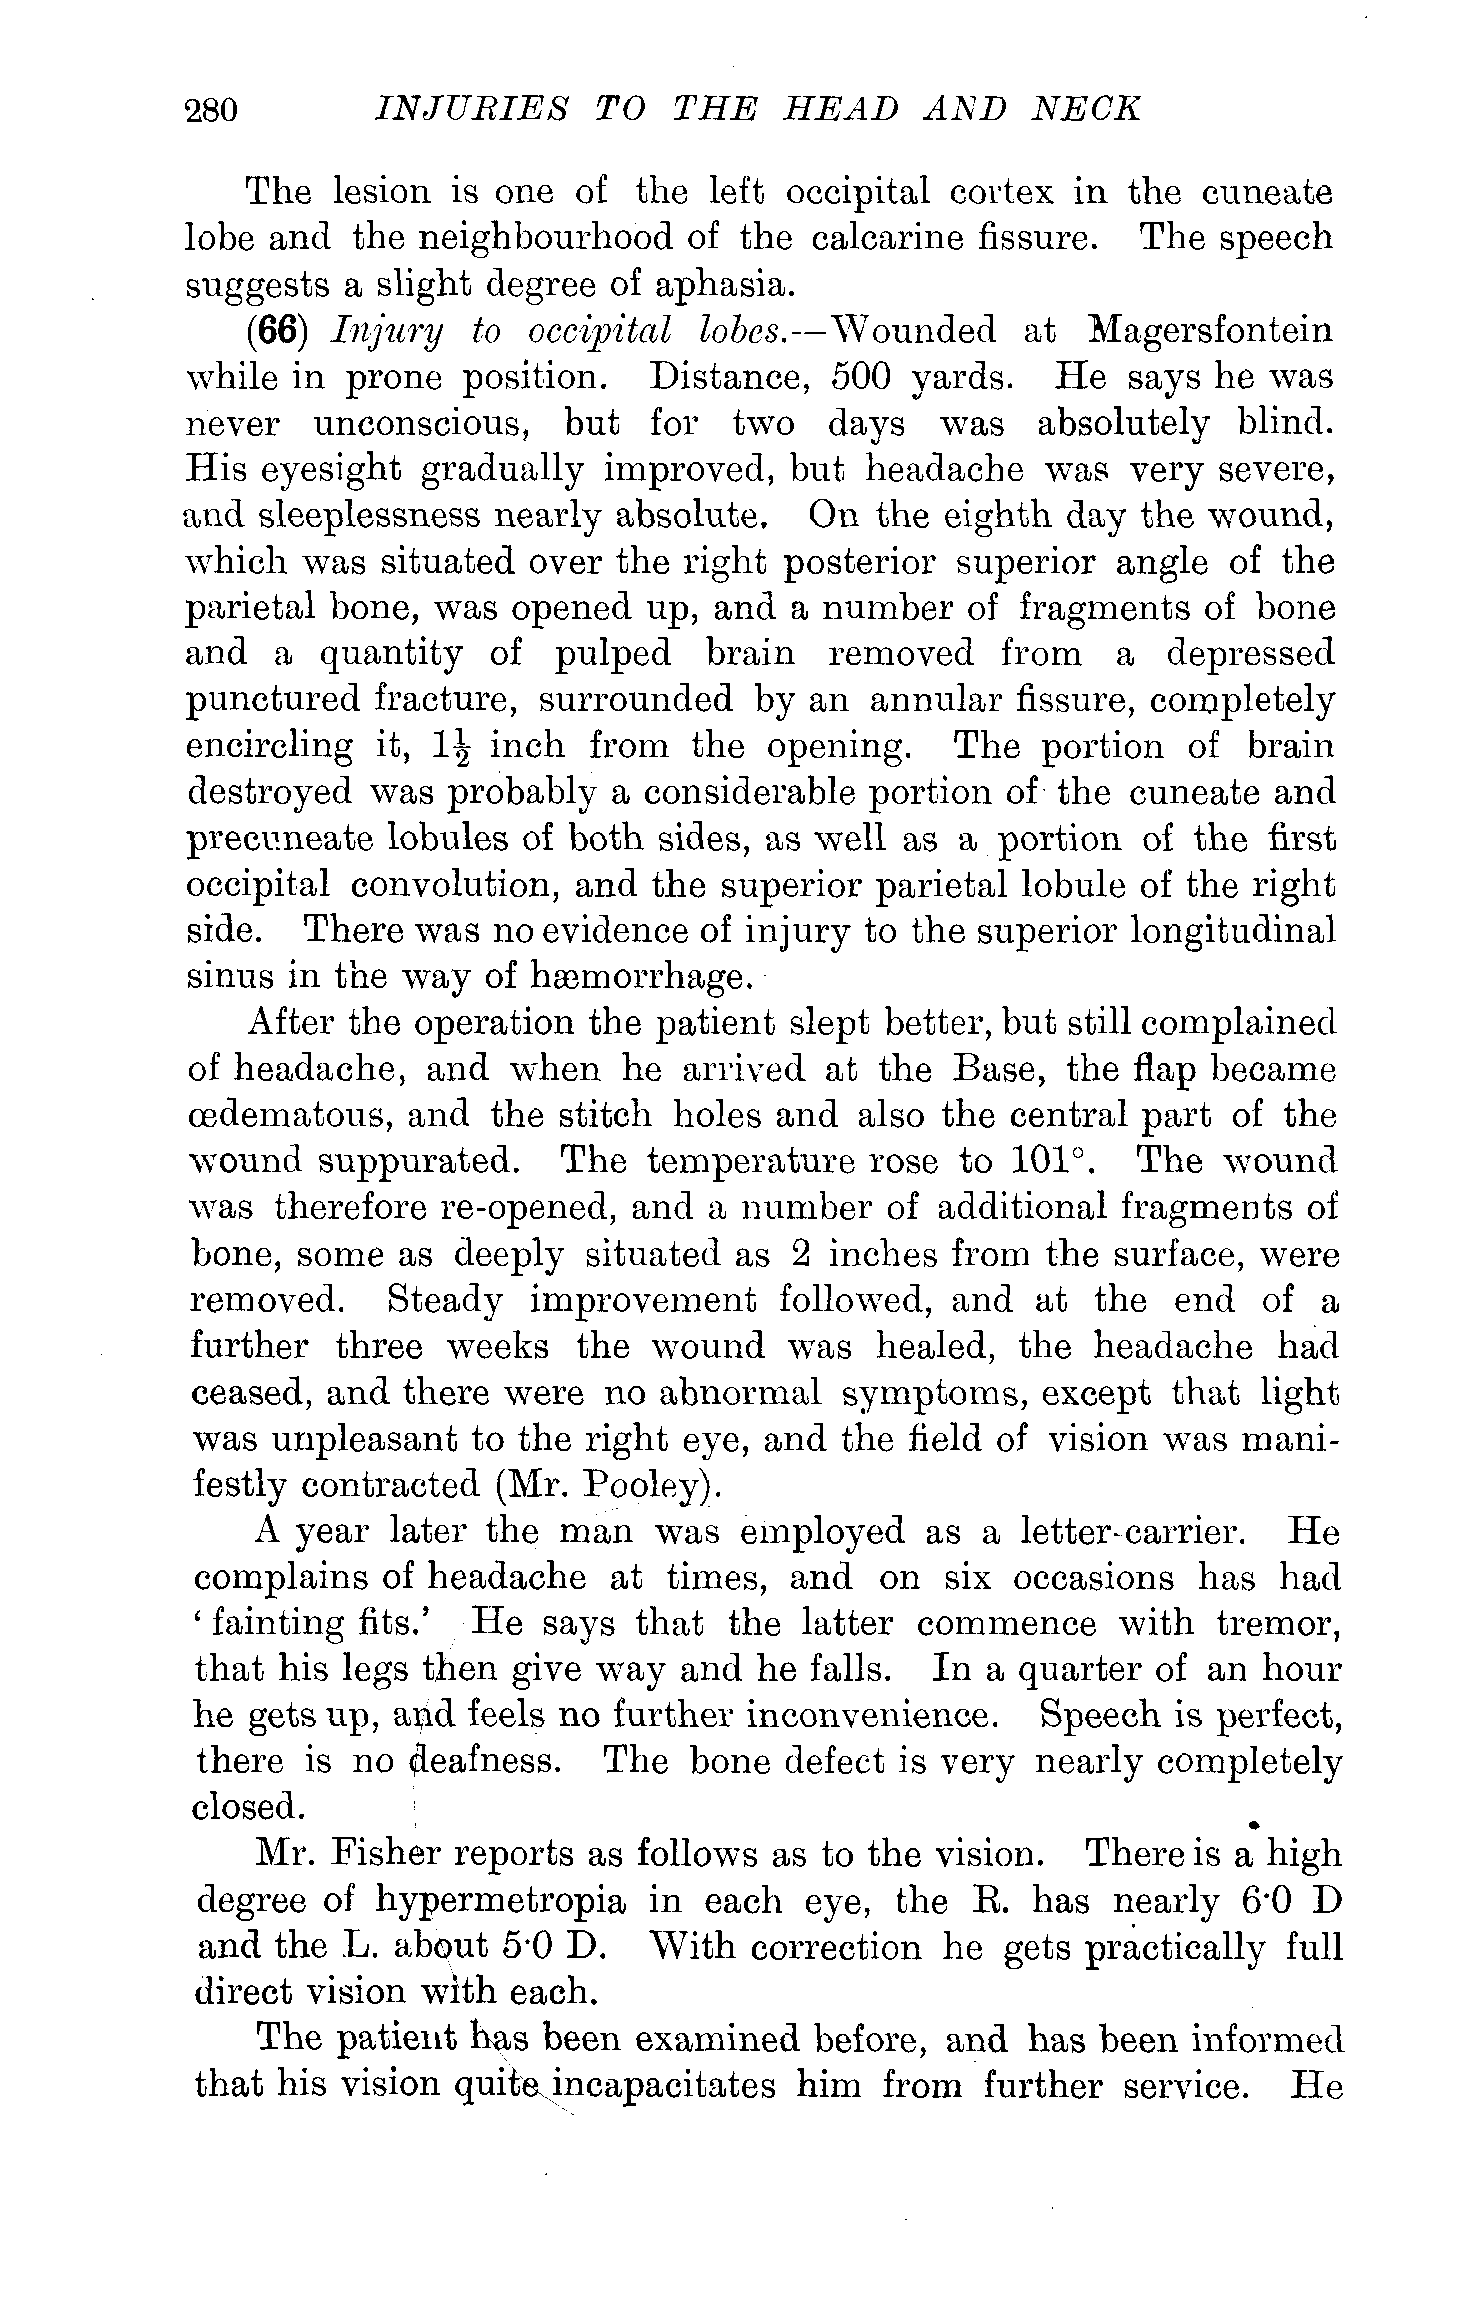 280 INJURIES TO THE HEAD AND NECK
The lesion is one of the left occipital cortex in the cuneate
lobe and the neighbourhood of the calcarine fissure. The speech
suggests a slight degree of aphasia.
(66) Injury to occipital lobes.--Wounded at Magersfontein
while in prone position. Distance, 500 yards. He says he was
never unconscious, but for two days was absolutely blind.
His eyesight gradually improved, but headache was very severe,
and sleeplessness nearly absolute. On the eighth day the wound,
which was situated over the right posterior superior angle of the
parietal bone, was opened up, and a number of fragments of bone
and a quantity of pulped brain removed from a depressed
punctured fracture, surrounded by an annular fissure, completely
encircling it, 1½ inch from the opening. The portion of brain
destroyed was probably a considerable portion of the cuneate and
precuneate lobules of both sides, as well as a portion of the first
occipital convolution, and the superior parietal lobule of the right
side. There was no evidence of injury to the superior longitudinal
sinus in the way of hæmorrhage.
After the operation the patient slept better, but still complained
of headache, and when he arrived at the Base, the flap became
œdematous, and the stitch holes and also the central part of the
wound suppurated. The temperature rose to 101°. The wound
was therefore re-opened, and a number of additional fragments of
bone, some as deeply situated as 2 inches from the surface, were
removed. Steady improvement followed, and at the end of a
further three weeks the wound was healed, the headache had
ceased, and there were no abnormal symptoms, except that light
was unpleasant to the right eye, and the field of vision was mani-
festly contracted (Mr. Pooley).
A year later the man was employed as a letter-carrier. He
complains of headache at times, and on six occasions has had
‘fainting fits.’ He says that the latter commence with tremor,
that his legs then give way and he falls. In a quarter of an hour
he gets up, and feels no further inconvenience. Speech is perfect,
there is no deafness. The bone defect is very nearly completely
closed.
Mr. Fisher reports as follows as to the vision. There is a high
degree of hypermetropia in each eye, the R. has nearly 6·0 D
and the L. about 5·0 D. With correction he gets practically full
direct vision with each.
The patient has been examined before, and has been informed
that his vision quite incapacitates him from further service. He